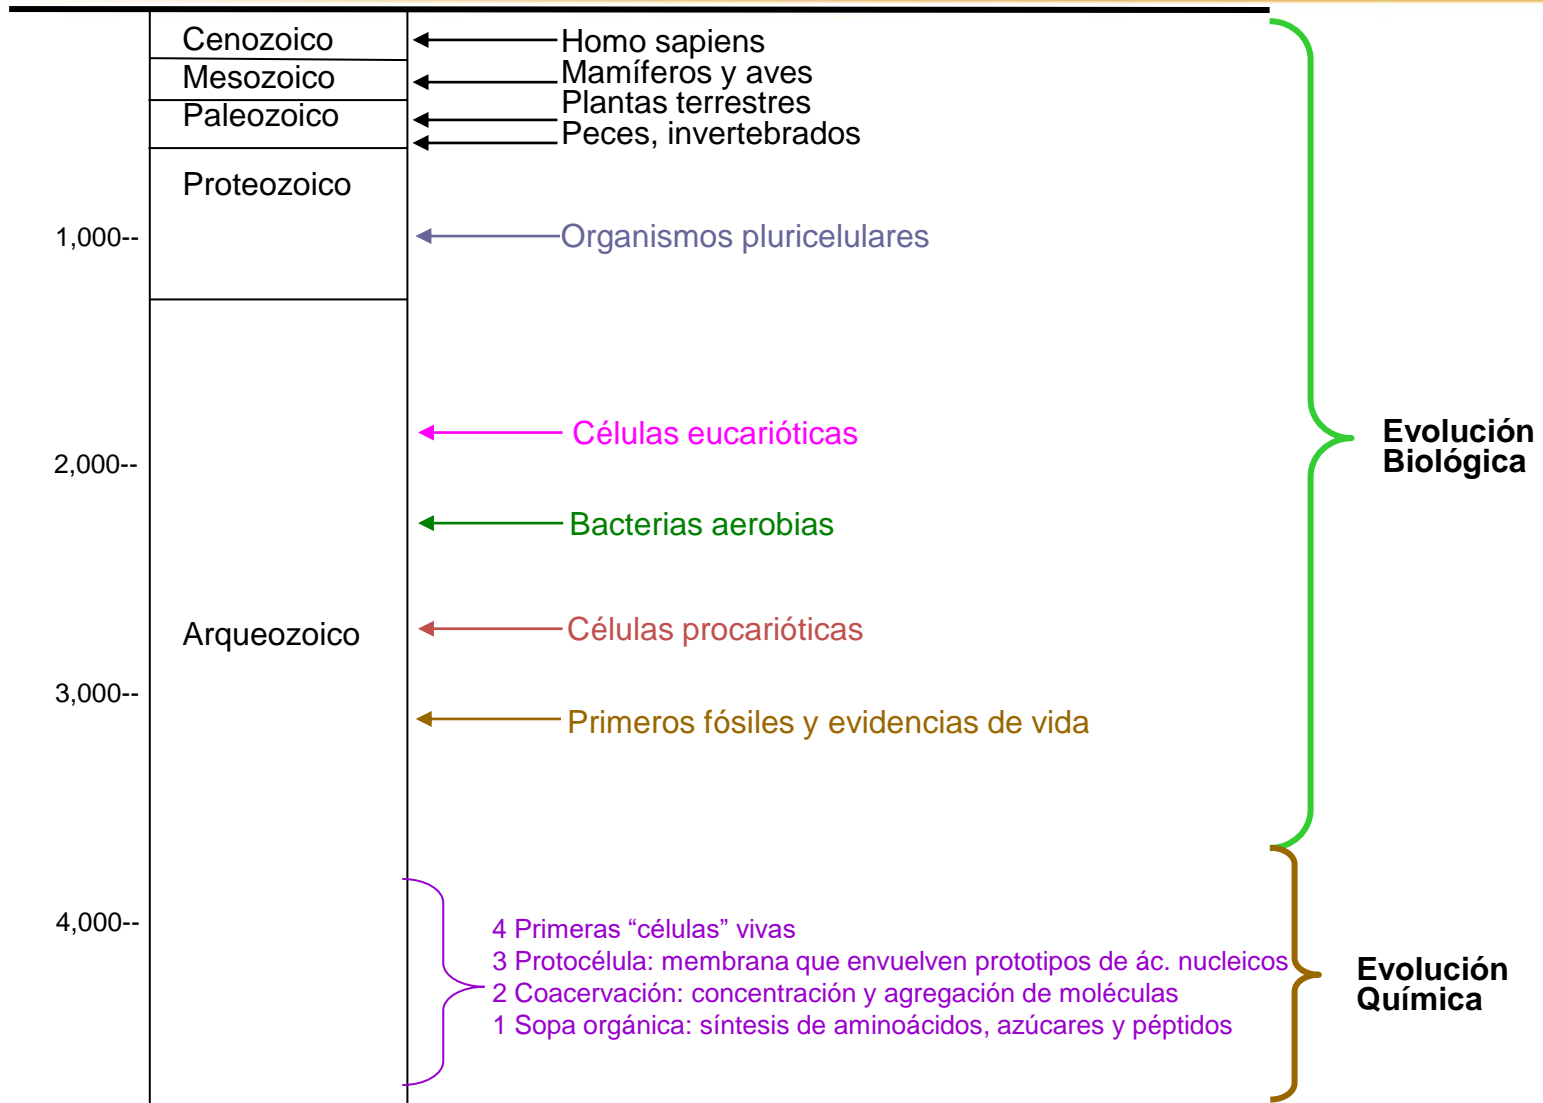 Cenozoico
Homo sapiens
Mesozoico
Mamíferos y aves
Paleozoico
Plantas terrestres
Peces, invertebrados
Proteozoico
1,000--
Organismos pluricelulares
Células eucarióticas
Evolución
Biológica
2,000--
Bacterias aerobias
Arqueozoico
Células procarióticas
3,000--
Primeros fósiles y evidencias de vida
4,000--
4 Primeras “células” vivas
3 Protocélula: membrana que envuelven prototipos de ác. nucleicos
2 Coacervación: concentración y agregación de moléculas
1 Sopa orgánica: síntesis de aminoácidos, azúcares y péptidos
Evolución
Química